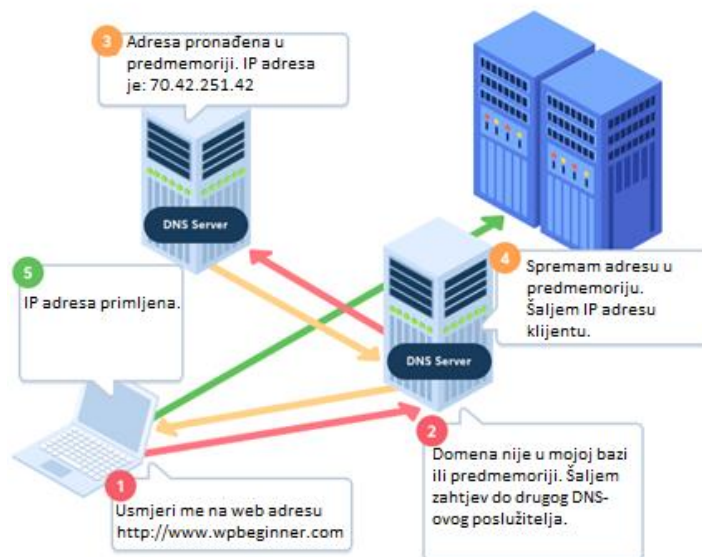 3
Adresa pronađena u
predmemoriji. IP adresa
je: 70.42.251.42
DNS Server
5
IP adresa primljena.
4
Spremam adresu u
predmemoriju.
Šaljem IP adresu
klijentu.
DNS Server
1
Usmjeri me na web adresu
http://www.wpbeginner.com
2
Domena nije u mojoj bazi
ili predmemoriji. Šaljem
zahtjev do drugog DNS-
ovog poslužitelja.